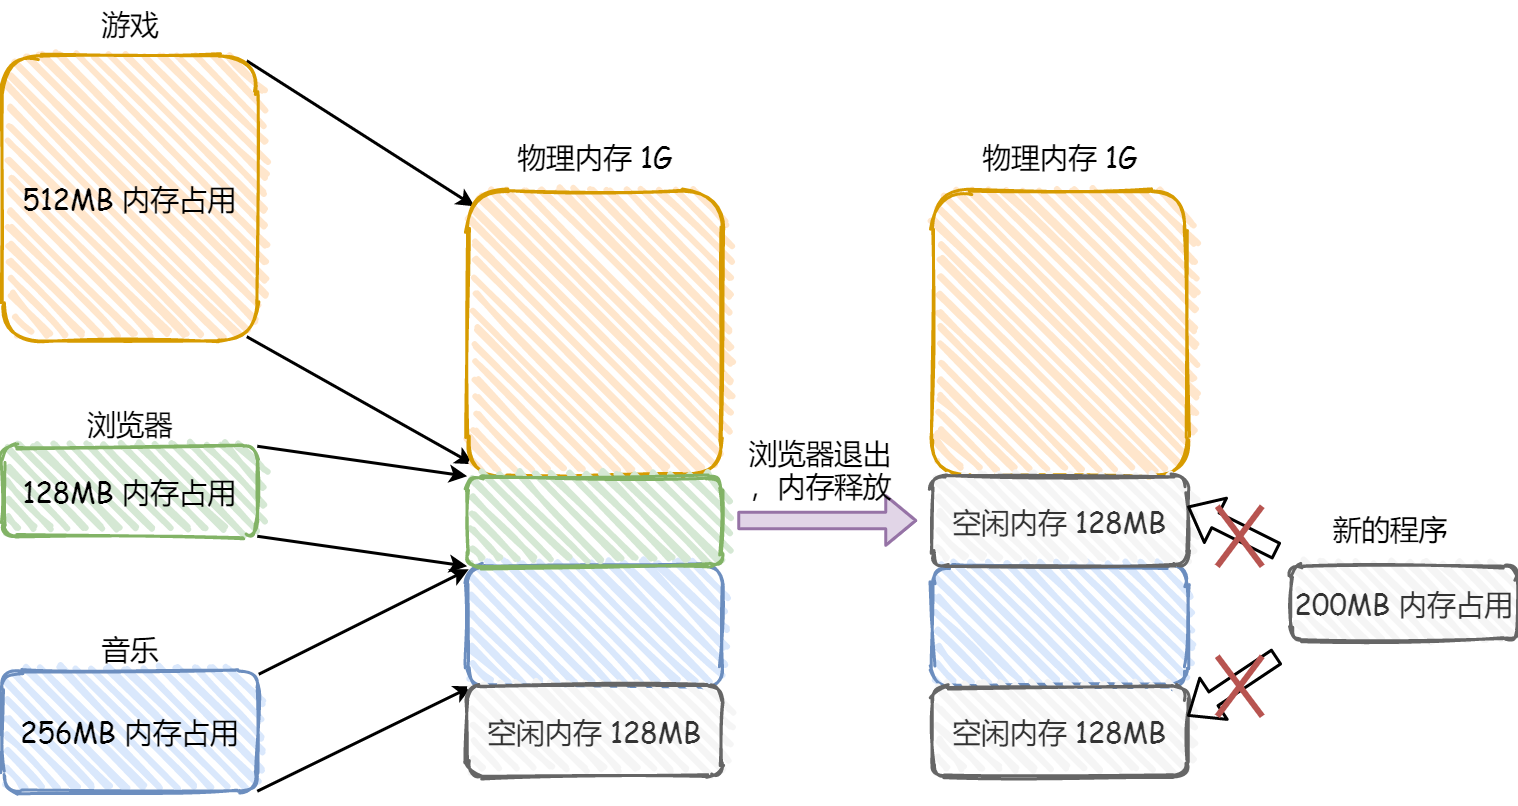 游戏
512MB 内存占用
浏览器
128MB 内存占用
音乐
256MB 内存占用
物理内存 1G
空闲内存 128MB
浏览器退出
，内存释放
物理内存 1G
空闲内存 128MB
空闲内存 128MB
新的程序
200MB 内存占用